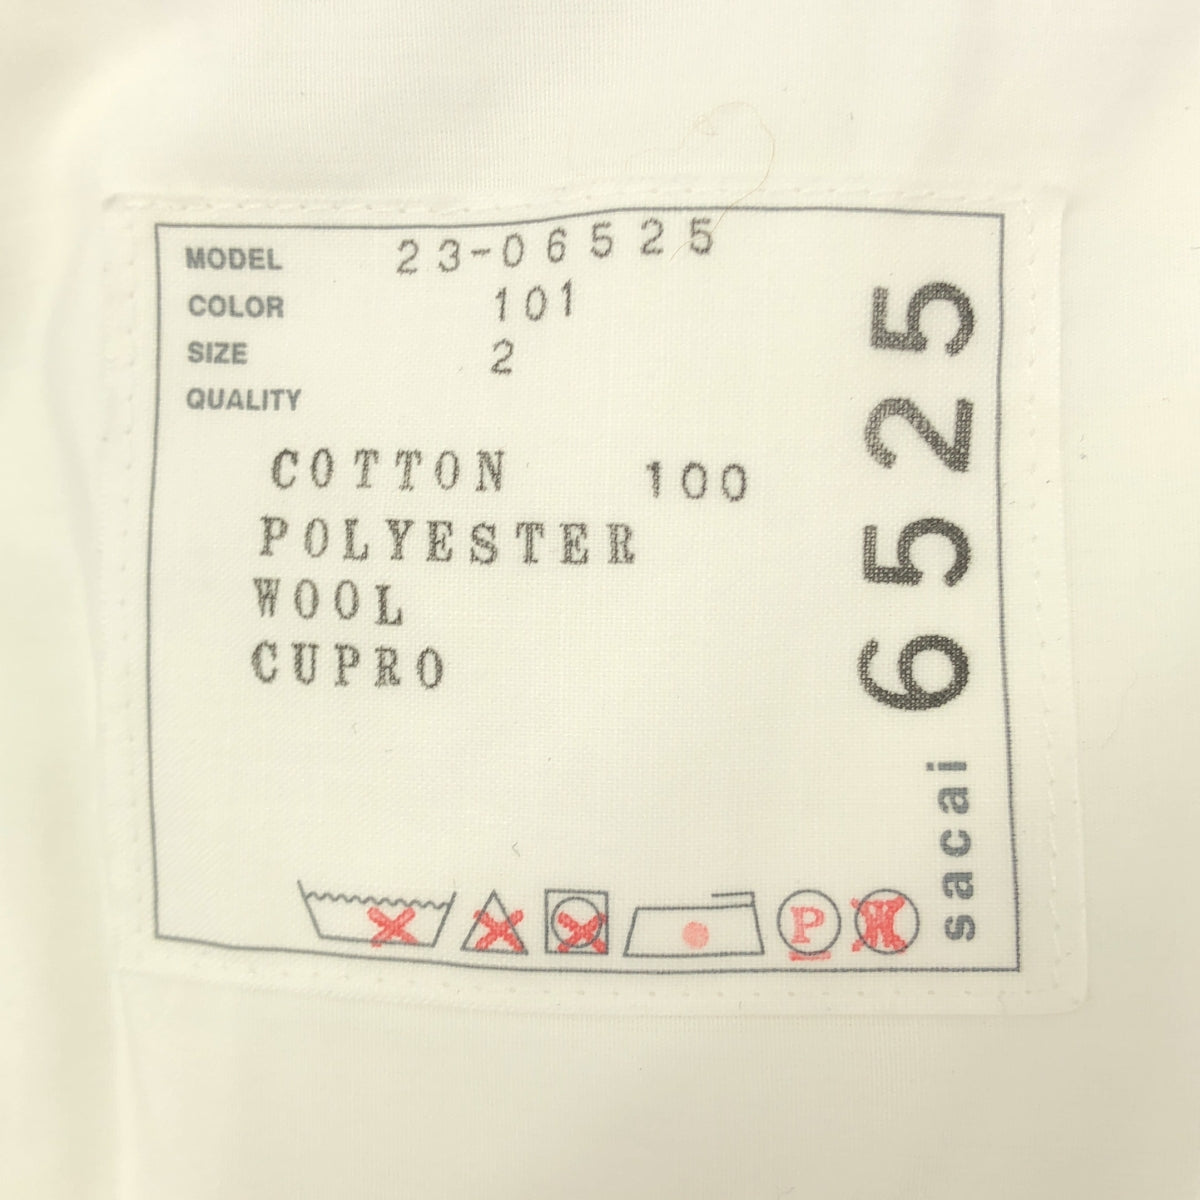 MODEL 23-06525
COLOR 101
SIZE 2
QUALITY
COTTON 100
POLYESTER
WOOL
CUPRO
P W
sacai 6525